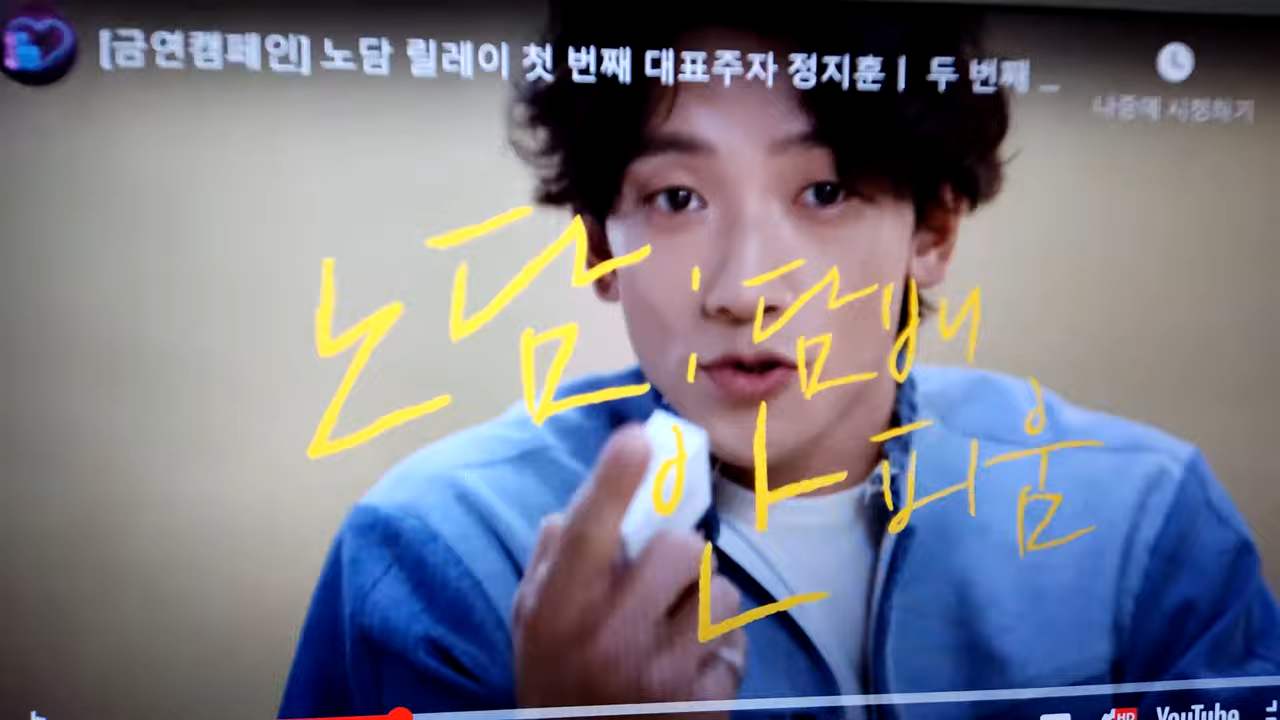 [금연캠페인] 노담 릴레이 첫 번째 대표주자 정지훈ㅣ 두 번째 ...
나중에 시청하기
노담 : 담배
안 피움
HD YouTube